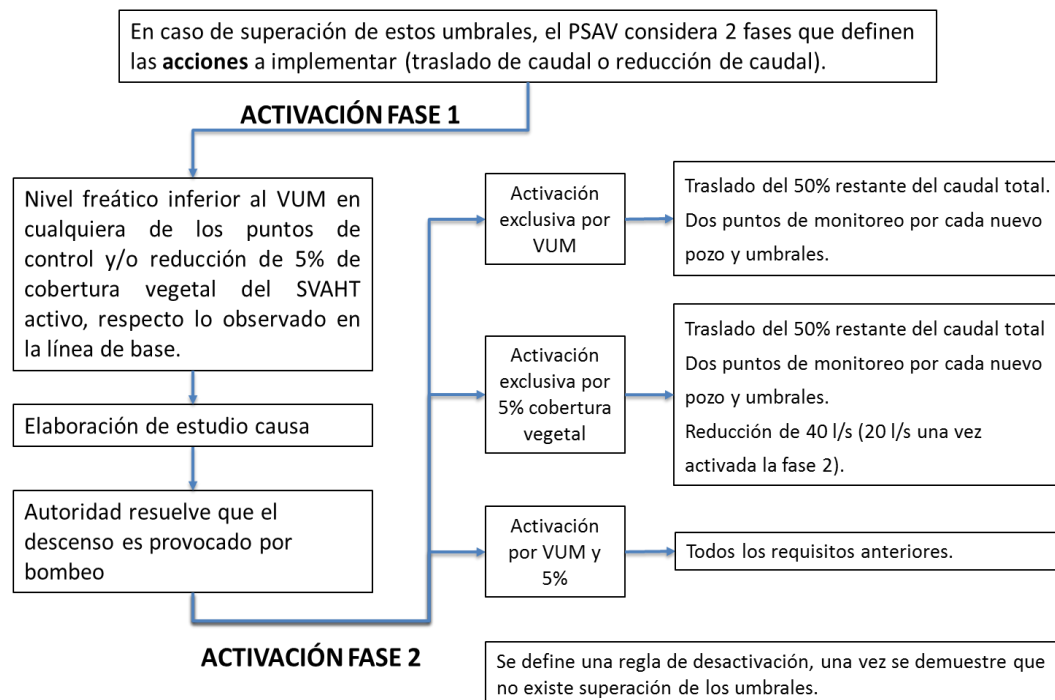 En caso de superación de estos umbrales, el PSAV considera 2 fases que definen
las acciones a implementar (traslado de caudal o reducción de caudal).
ACTIVACIÓN FASE 1
Nivel freático inferior al VUM en
cualquiera de los puntos de
control y/o reducción de 5% de
cobertura vegetal del SVAHT
activo, respecto lo observado en
la línea de base.
Elaboración de estudio causa
Autoridad resuelve que el
descenso es provocado por
bombeo
ACTIVACIÓN FASE 2
Activación
exclusiva por
VUM
Traslado del 50% restante del caudal total.
Dos puntos de monitoreo por cada nuevo
pozo y umbrales.
Activación
exclusiva por
5% cobertura
vegetal
Traslado del 50% restante del caudal total
Dos puntos de monitoreo por cada nuevo
pozo y umbrales.
Reducción de 40 l/s (20 l/s una vez
activada la fase 2).
Activación
por VUM y
5%
Todos los requisitos anteriores.
Se define una regla de desactivación, una vez se demuestre que
no existe superación de los umbrales.